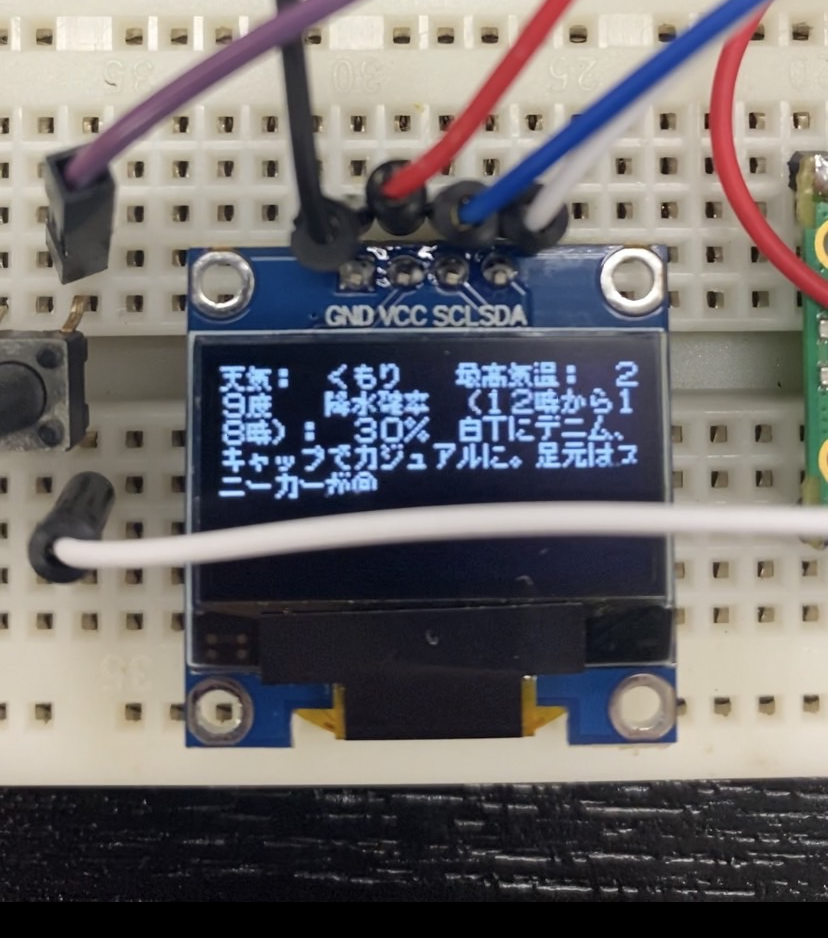 35
30
25
20
GND VCC SCL SDA
天気： くもり 最高気温： 2
9度 降水確率 （12時から1
8時）： 30% 白Tにデニム、
キャップでカジュアルに。足元はス
ニーカーが
35